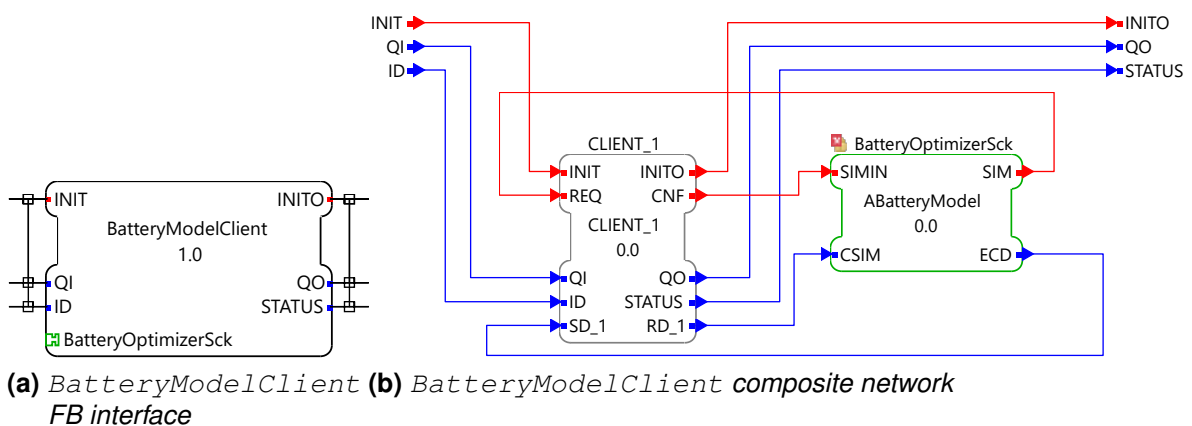 INIT
QI
ID
INITO
QO
STATUS
INIT
INITO
BatteryModelClient
1.0
QI
QO
ID
STATUS
BatteryOptimizerSck
CLIENT_1
INIT
INITO
REQ
CNF
CLIENT_1
0.0
QI
QO
ID
STATUS
SD_1
RD_1
BatteryOptimizerSck
SIMIN
SIM
ABatteryModel
0.0
CSIM
ECD
(a) BatteryModelClient
FB interface
(b) BatteryModelClient composite network